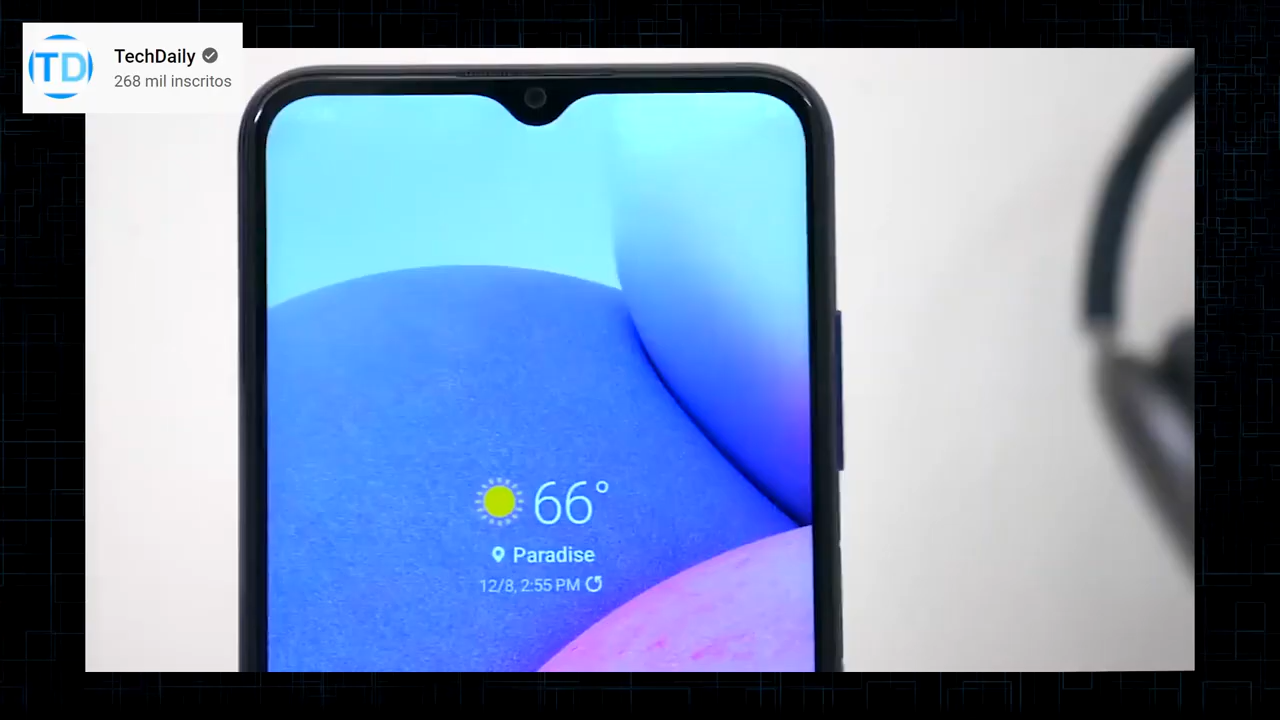 TD
TechDaily
268 mil inscritos
66°
Paradise
12/8, 2:55 PM